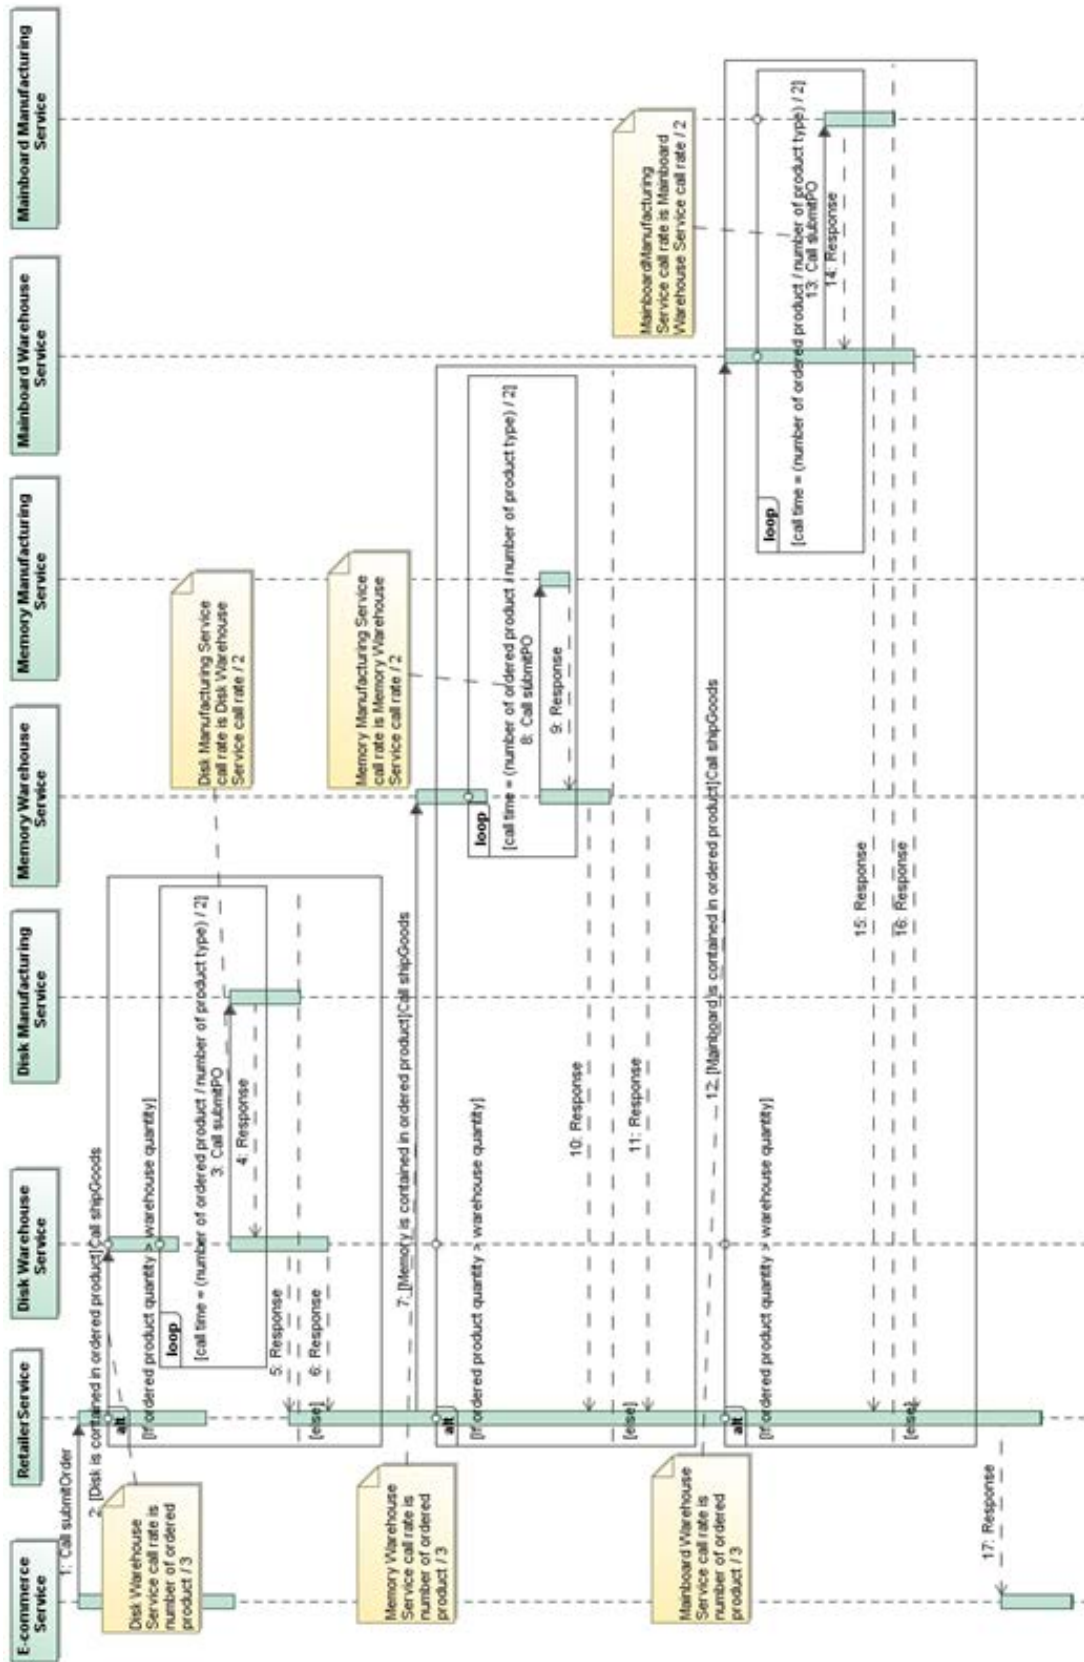 E-commerce
Service
RetailerService
Disk Warehouse
Service
Disk Manufacturing
Service
Memory Warehouse
Service
Memory Manufacturing
Service
Mainboard Warehouse
Service
Mainboard Manufacturing
Service
1: Call submitOrder
2: [Disk is contained in ordered product]Call shipGoods
Disk Warehouse
Service call rate is
number of ordered
product / 3
alt
[If ordered product quantity > warehouse quantity]
loop
[call time = (number of ordered product / number of product type) / 2]
3: Call submitPO
4: Response
Disk Manufacturing Service
call rate is Disk Warehouse
Service call rate / 2
5: Response
[else]
6: Response
Memory Warehouse
Service call rate is
number of ordered
product / 3
7: [Memory is contained in ordered product]Call shipGoods
alt
[If ordered product quantity > warehouse quantity]
Memory Manufacturing Service
call rate is Memory Warehouse
Service call rate / 2
loop
[call time = (number of ordered product / number of product type) / 2]
8: Call submitPO
9: Response
10: Response
[else]
11: Response
Mainboard Warehouse
Service call rate is
number of ordered
product / 3
12: [Mainboard is contained in ordered product]Call shipGoods
alt
[If ordered product quantity > warehouse quantity]
MainboardManufacturing
Service call rate is Mainboard
Warehouse Service call rate / 2
loop
[call time = (number of ordered product / number of product type) / 2]
13: Call submitPO
14: Response
15: Response
[else]
16: Response
17: Response